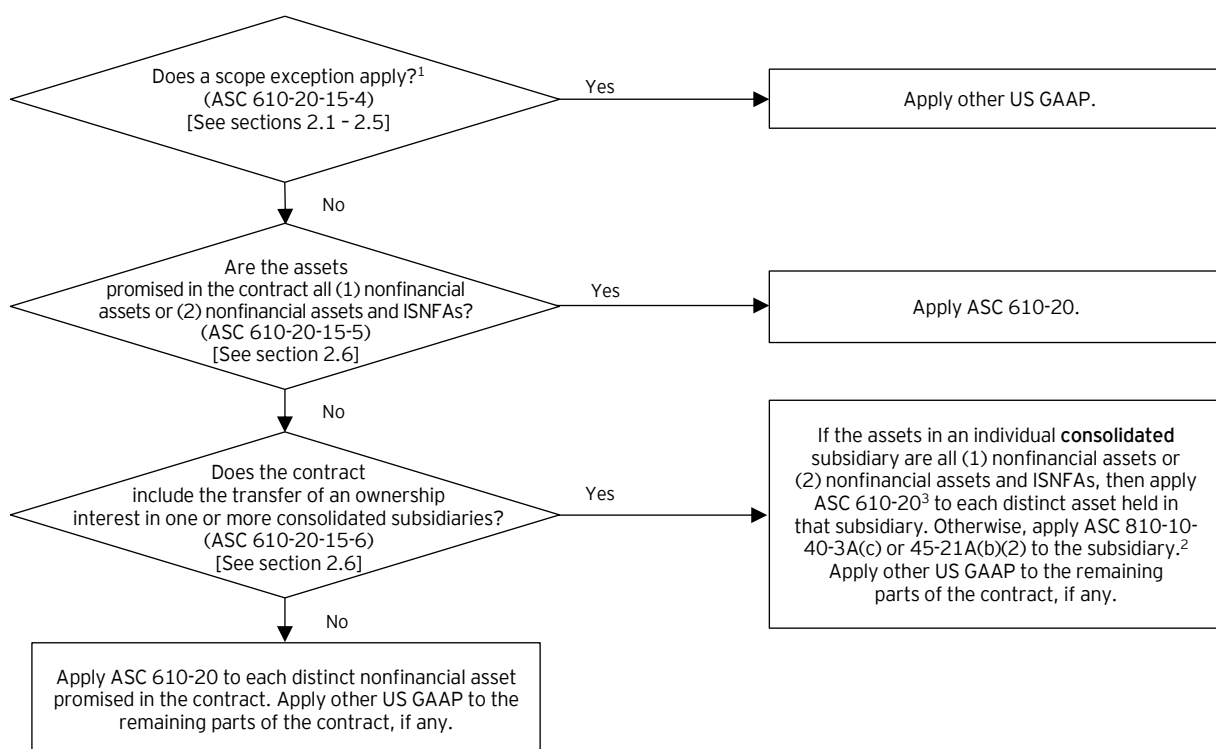 Does a scope exception apply?¹
(ASC 610-20-15-4)
[See sections 2.1 – 2.5]
Yes
Apply other US GAAP.
No
Are the assets
promised in the contract all (1) nonfinancial
assets or (2) nonfinancial assets and ISNFAs?
(ASC 610-20-15-5)
[See section 2.6]
Yes
Apply ASC 610-20.
No
Does the contract
include the transfer of an ownership
interest in one or more consolidated subsidiaries?
(ASC 610-20-15-6)
[See section 2.6]
Yes
If the assets in an individual consolidated
subsidiary are all (1) nonfinancial assets or
(2) nonfinancial assets and ISNFAs, then apply
ASC 610-20³ to each distinct asset held in
that subsidiary. Otherwise, apply ASC 810-10-
40-3A(c) or 45-21A(b)(2) to the subsidiary.²
Apply other US GAAP to the remaining
parts of the contract, if any.
No
Apply ASC 610-20 to each distinct nonfinancial asset
promised in the contract. Apply other US GAAP to the
remaining parts of the contract, if any.